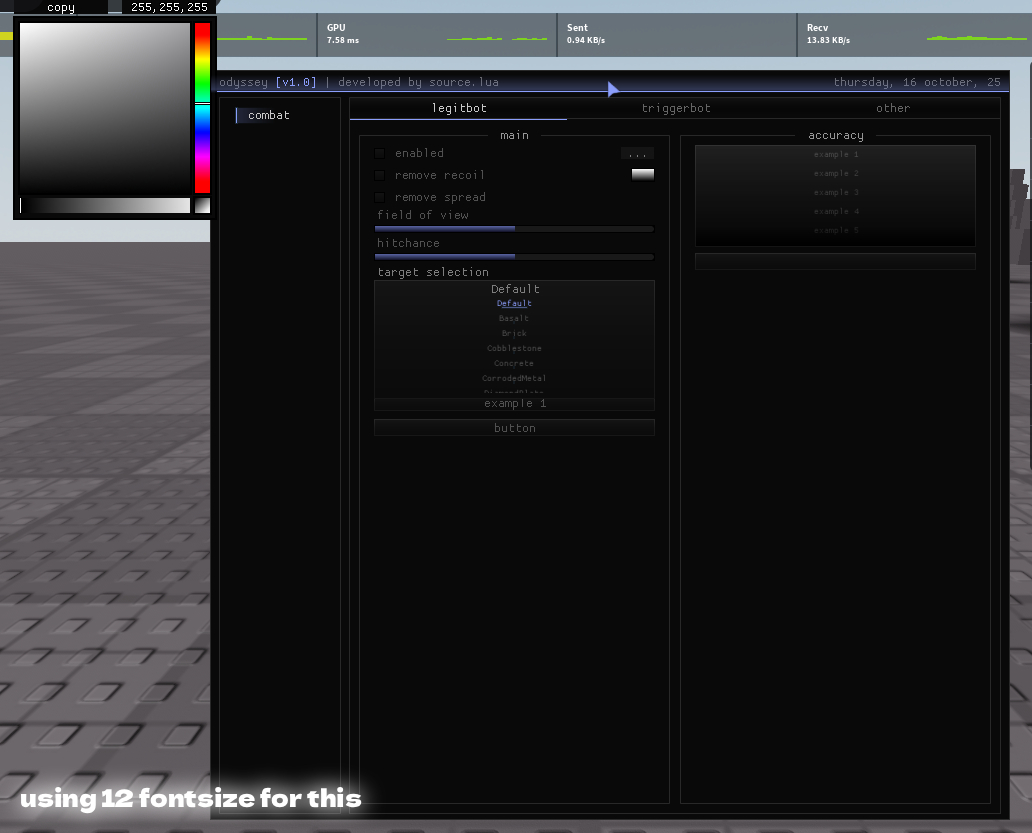 copy
255,255,255
GPU
7.58 ms
Sent
0.94 KB/s
Recv
13.83 KB/s
odyssey [v1.0] | developed by source.lua
thursday, 16 october, 25
combat
legitbot
triggerbot
other
main
enabled
...
remove recoil
remove spread
field of view
hitchance
target selection
Default
Default
Basalt
Brick
Cobblestone
Concrete
CorrodedMetal
example 1
button
accuracy
example 1
example 2
example 3
example 4
example 5
using 12 fontsize for this